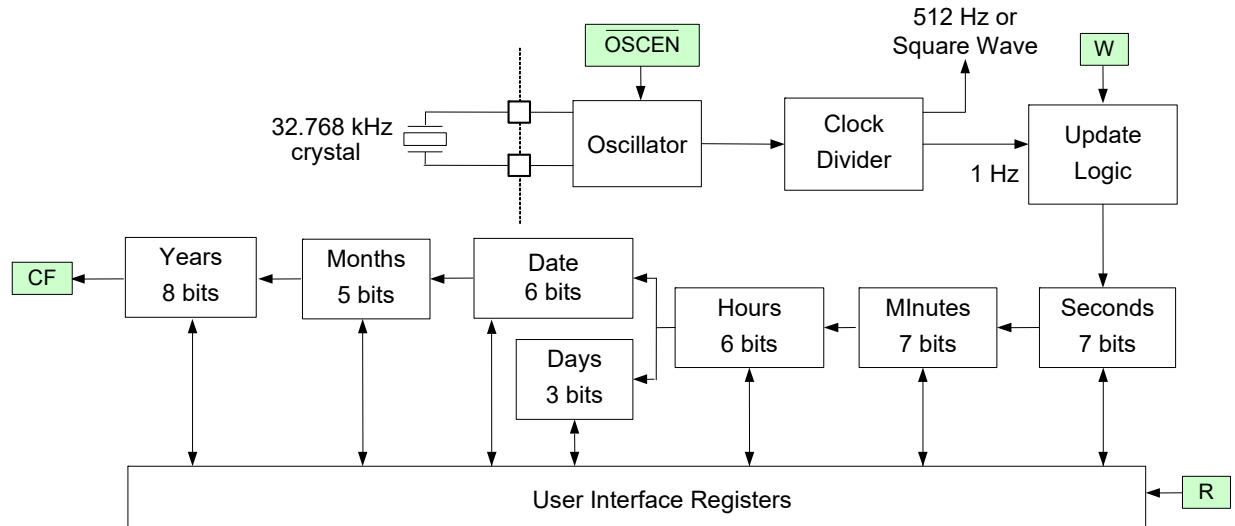 512 Hz or
Square Wave
OSCEN
W
32.768 kHz
crystal
Oscillator
Clock
Divider
1 Hz
Update
Logic
CF
Years
8 bits
Months
5 bits
Date
6 bits
Days
3 bits
Hours
6 bits
MInutes
7 bits
Seconds
7 bits
User Interface Registers
R